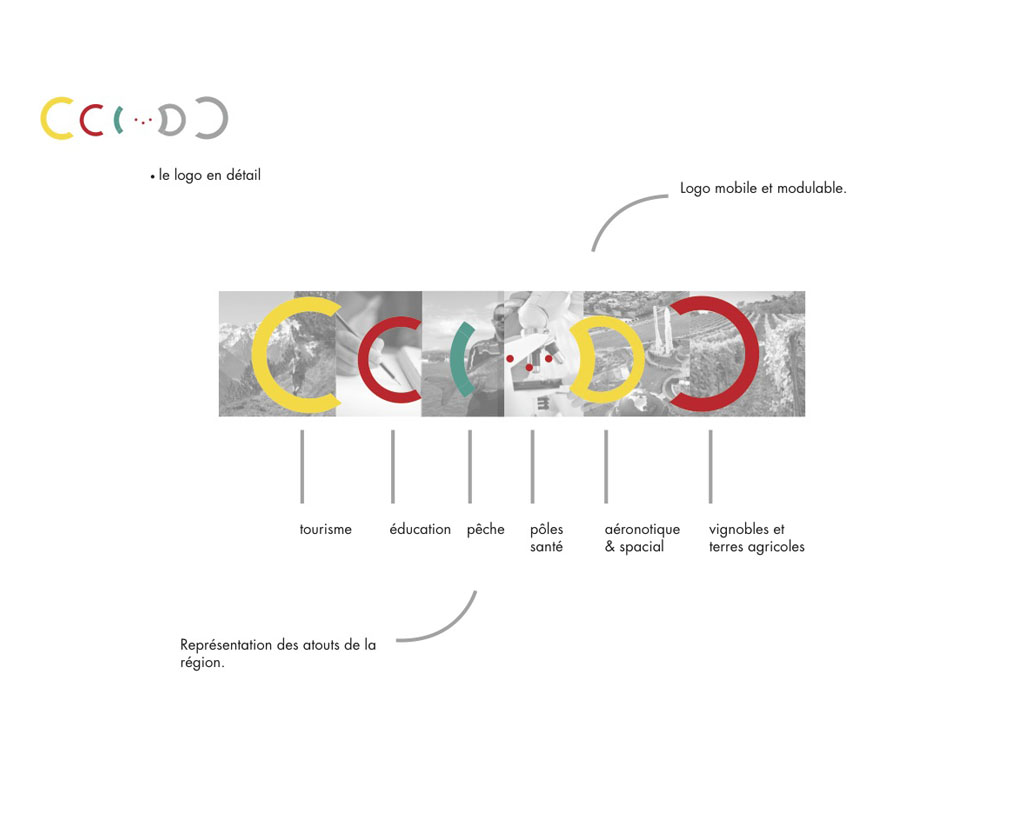 • le logo en détail
Logo mobile et modulable.
tourisme
éducation
pêche
pôles
santé
aéronotique
& spacial
vignobles et
terres agricoles
Représentation des atouts de la
région.